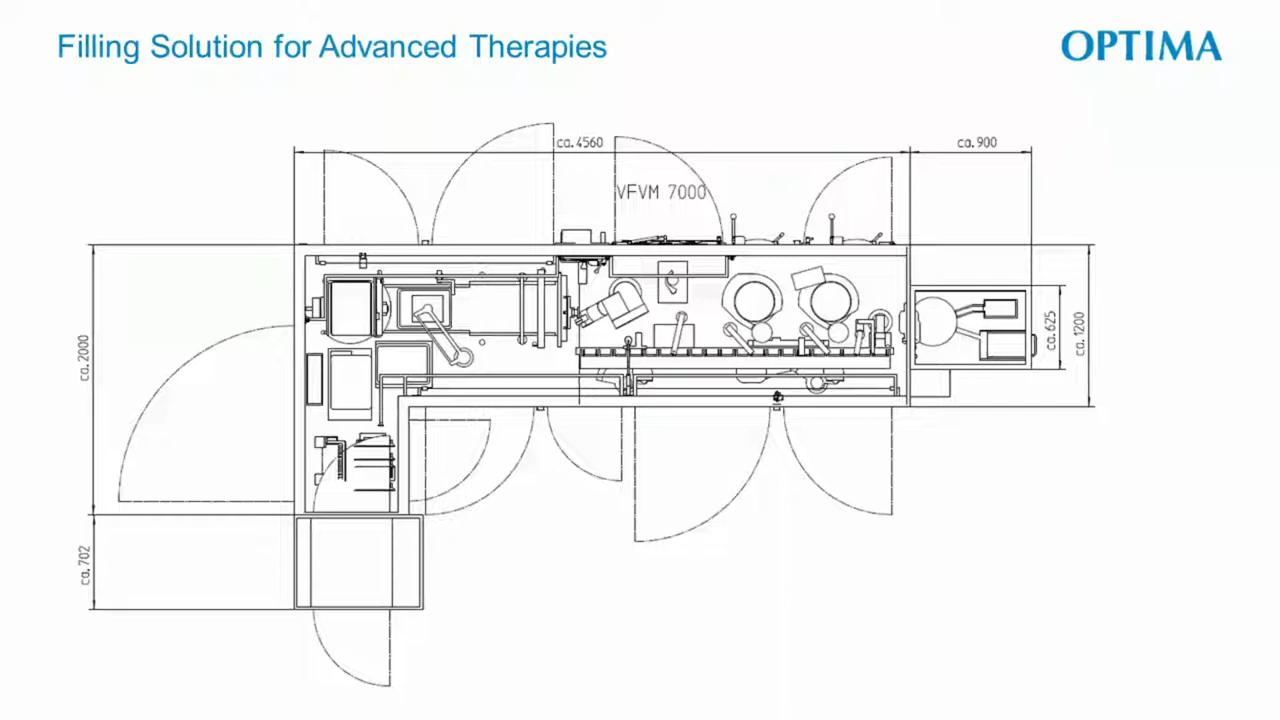 Filling Solution for Advanced Therapies
OPTIMA
ca. 4560
ca. 900
VFVM 7000
ca. 2000
ca. 625
ca. 1200
ca. 702